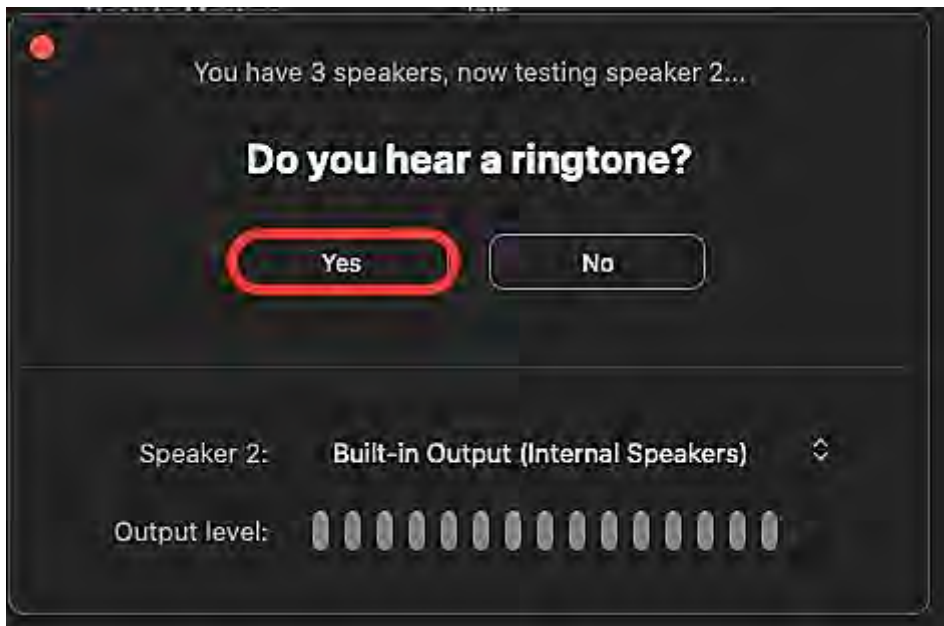 You have 3 speakers, now testing speaker 2...
Do you hear a ringtone?
Yes No
Speaker 2: Built-in Output (Internal Speakers)
Output level: